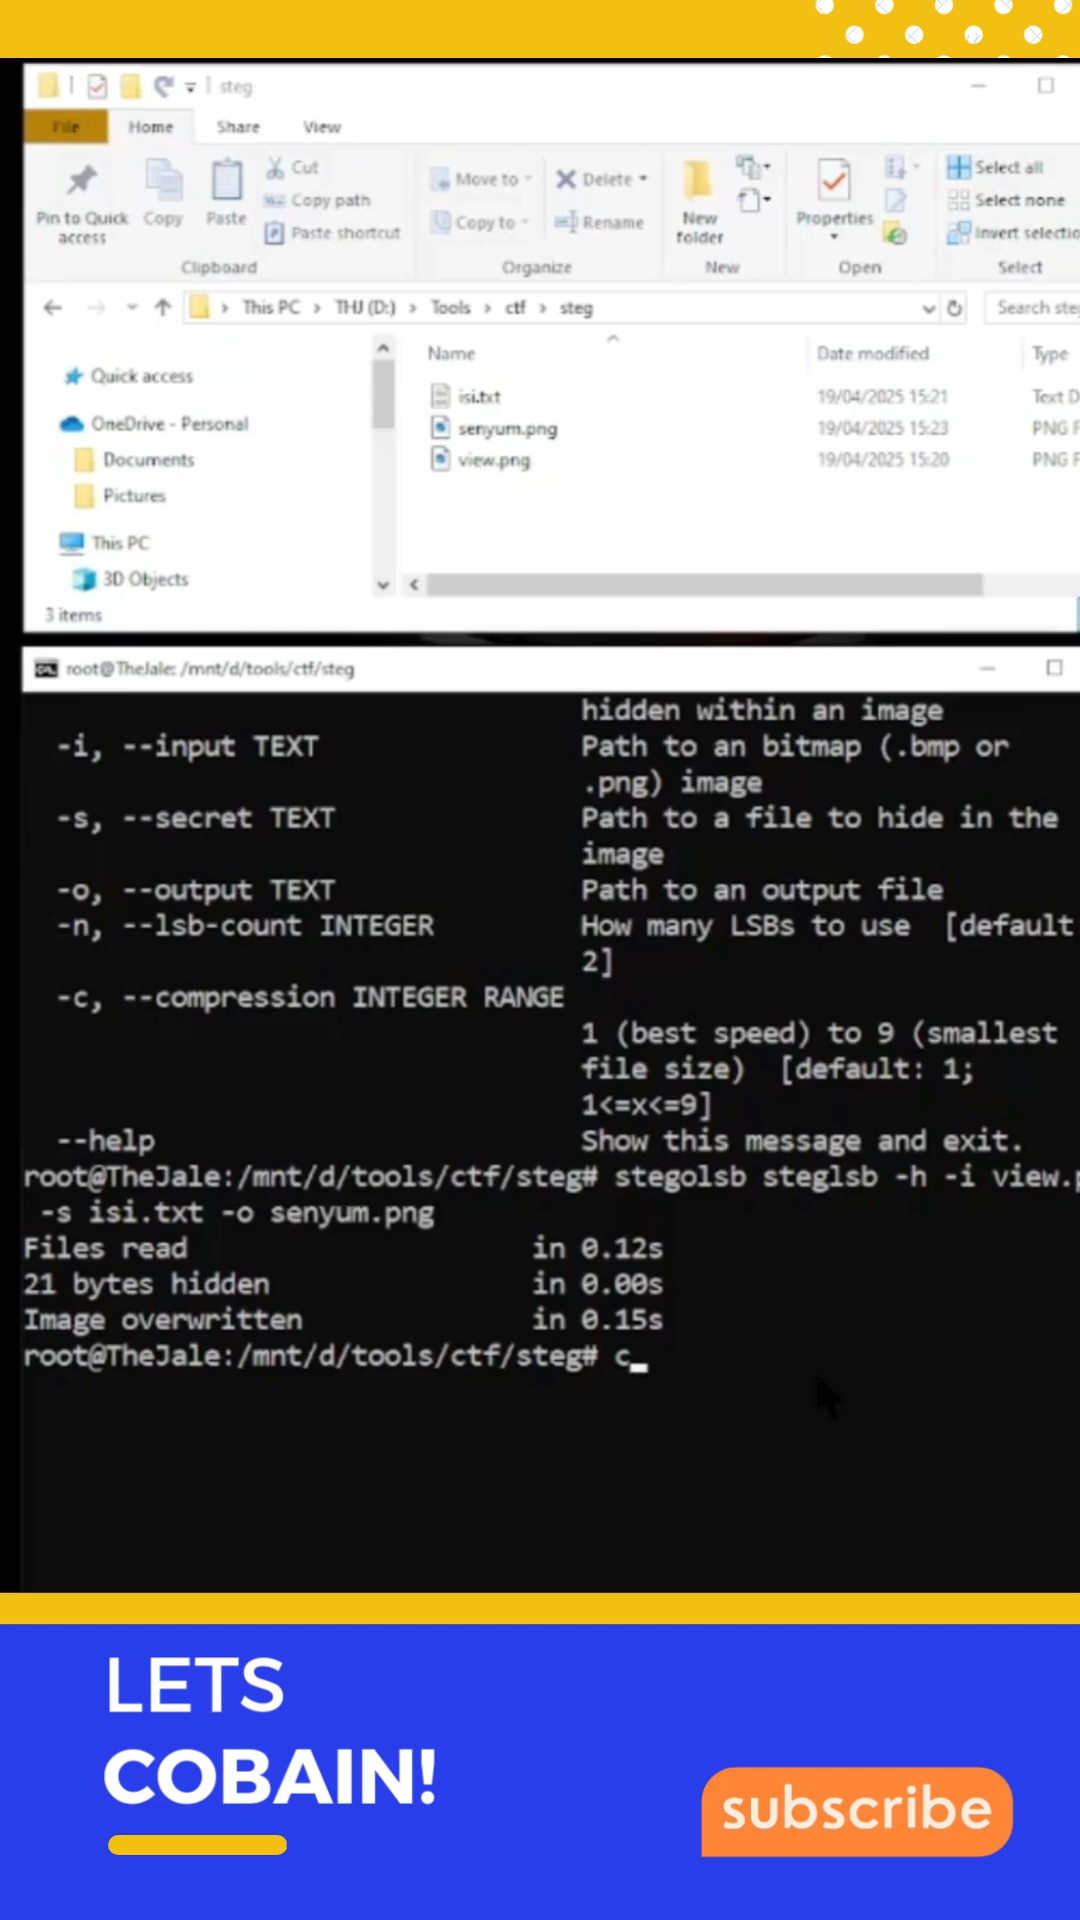 steg
File Home Share View
Pin to Quick access
Copy
Paste
Cut
Copy path
Paste shortcut
Clipboard
Move to
Copy to
Delete
Rename
Organize
New folder
New
Properties
Open
Select all
Select none
Invert selectio
Select
This PC > THJ (D:) > Tools > ctf > steg
Search ste
Name Date modified Type
Quick access
OneDrive - Personal
Documents
Pictures
This PC
3D Objects
isi.txt 19/04/2025 15:21 Text D
senyum.png 19/04/2025 15:23 PNG F
view.png 19/04/2025 15:20 PNG F
3 items
root@TheJale: /mnt/d/tools/ctf/steg
hidden within an image
-i, --input TEXT Path to an bitmap (.bmp or
.png) image
-s, --secret TEXT Path to a file to hide in the
image
-o, --output TEXT Path to an output file
-n, --lsb-count INTEGER How many LSBs to use [default
2]
-c, --compression INTEGER RANGE
1 (best speed) to 9 (smallest
file size) [default: 1;
1<=x<=9]
--help Show this message and exit.
root@TheJale:/mnt/d/tools/ctf/steg# stegolsb steglsb -h -i view.p
-s isi.txt -o senyum.png
Files read in 0.12s
21 bytes hidden in 0.00s
Image overwritten in 0.15s
root@TheJale:/mnt/d/tools/ctf/steg# c_
LETS
COBAIN!
subscribe